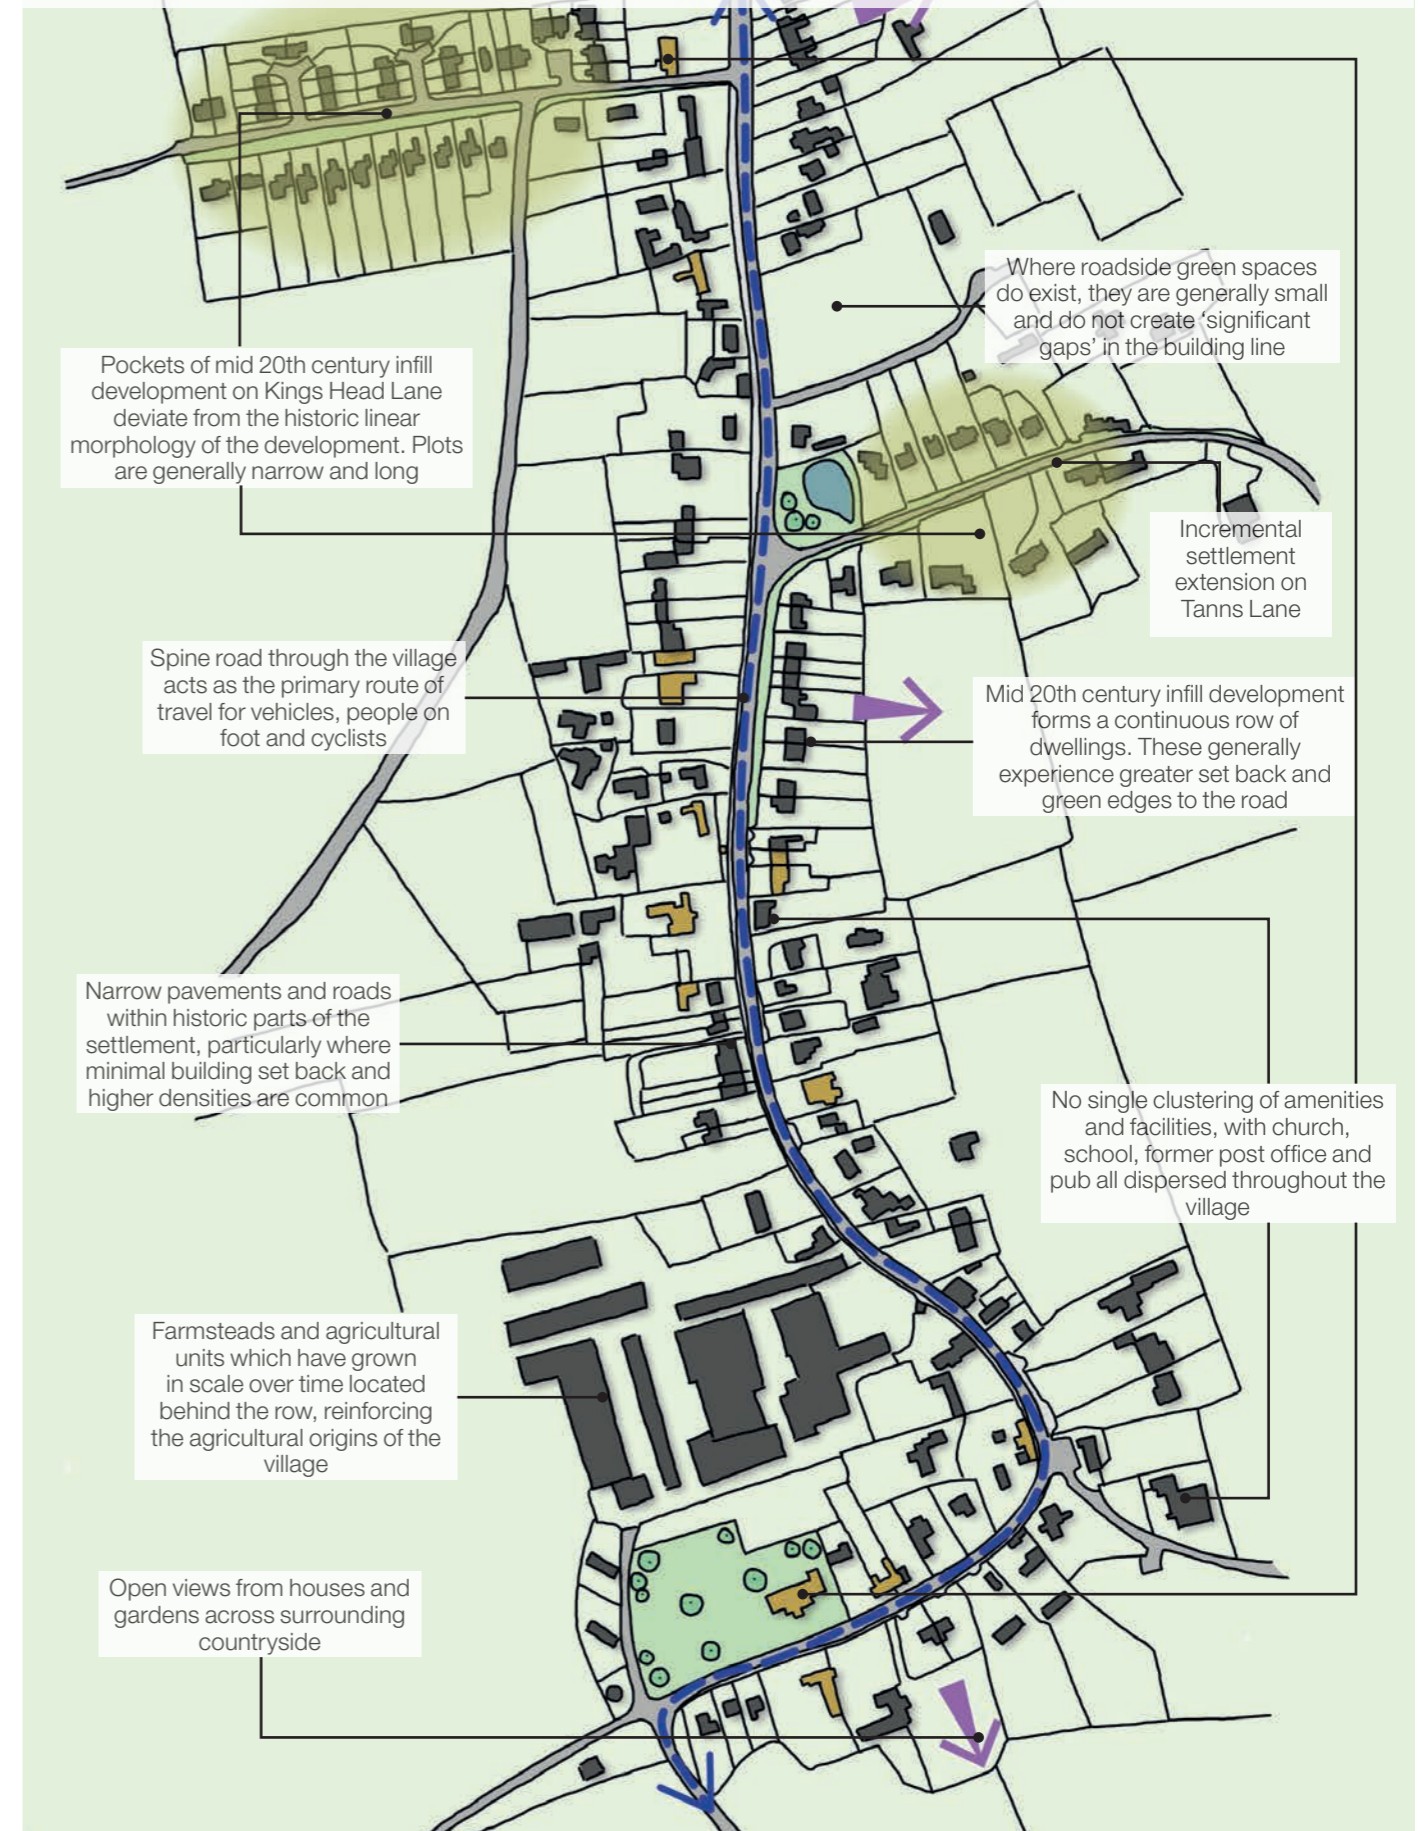 Where roadside green spaces
do exist, they are generally small
and do not create ‘significant
gaps’ in the building line
Pockets of mid 20th century infill
development on Kings Head Lane
deviate from the historic linear
morphology of the development. Plots
are generally narrow and long
Incremental
settlement
extension on
Tanns Lane
Spine road through the village
acts as the primary route of
travel for vehicles, people on
foot and cyclists
Mid 20th century infill development
forms a continuous row of
dwellings. These generally
experience greater set back and
green edges to the road
Narrow pavements and roads
within historic parts of the
settlement, particularly where
minimal building set back and
higher densities are common
No single clustering of amenities
and facilities, with church,
school, former post office and
pub all dispersed throughout the
village
Farmsteads and agricultural
units which have grown
in scale over time located
behind the row, reinforcing
the agricultural origins of the
village
Open views from houses and
gardens across surrounding
countryside